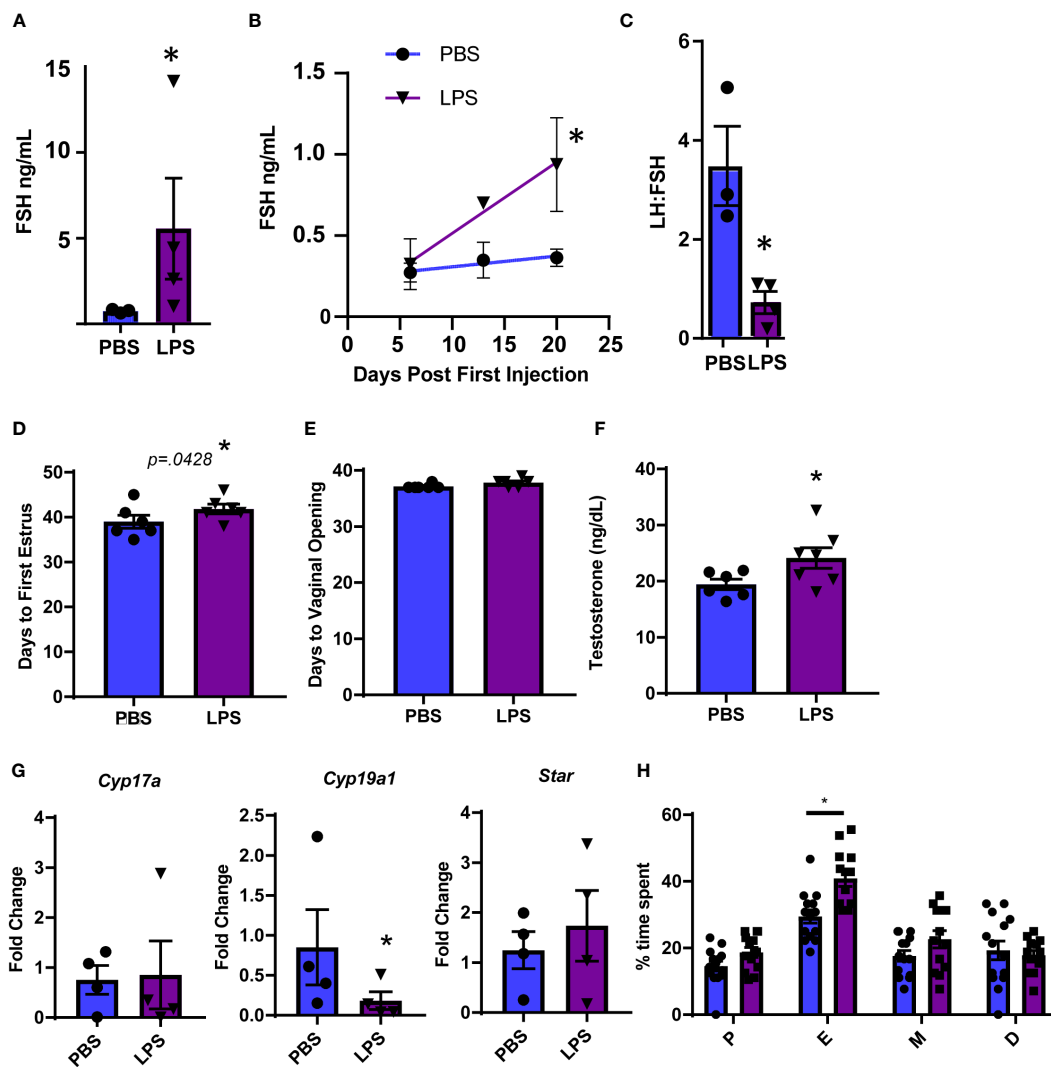 A
FSH ng/mL
15
10
5
*
PBS
LPS
B
PBS
LPS
FSH ng/mL
1.5
1.0
0.5
0
*
0
5
10
15
20
25
Days Post First Injection
C
LH:FSH
6
4
2
0
*
PBS
LPS
D
Days to First Estrus
50
40
30
20
10
0
p=.0428
*
PBS
LPS
E
Days to Vaginal Opening
40
30
20
10
0
PBS
LPS
F
Testosterone (ng/dL)
40
30
20
10
0
*
PBS
LPS
G
Cyp17a
Fold Change
4
3
2
1
0
PBS
LPS
Cyp19a1
Fold Change
2.5
2.0
1.5
1.0
0.5
0.0
*
PBS
LPS
Star
Fold Change
4
3
2
1
0
PBS
LPS
H
% time spent
60
40
20
0
*
P
E
M
D